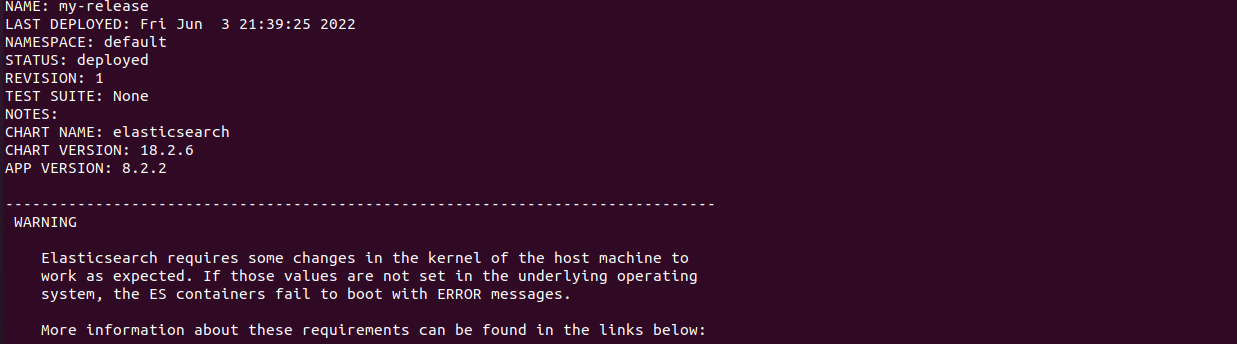 NAME: my-release
LAST DEPLOYED: Fri Jun  3 21:39:25 2022
NAMESPACE: default
STATUS: deployed
REVISION: 1
TEST SUITE: None
NOTES:
CHART NAME: elasticsearch
CHART VERSION: 18.2.6
APP VERSION: 8.2.2
-------------------------------------------------------------------------------
WARNING
Elasticsearch requires some changes in the kernel of the host machine to
work as expected. If those values are not set in the underlying operating
system, the ES containers fail to boot with ERROR messages.
More information about these requirements can be found in the links below: